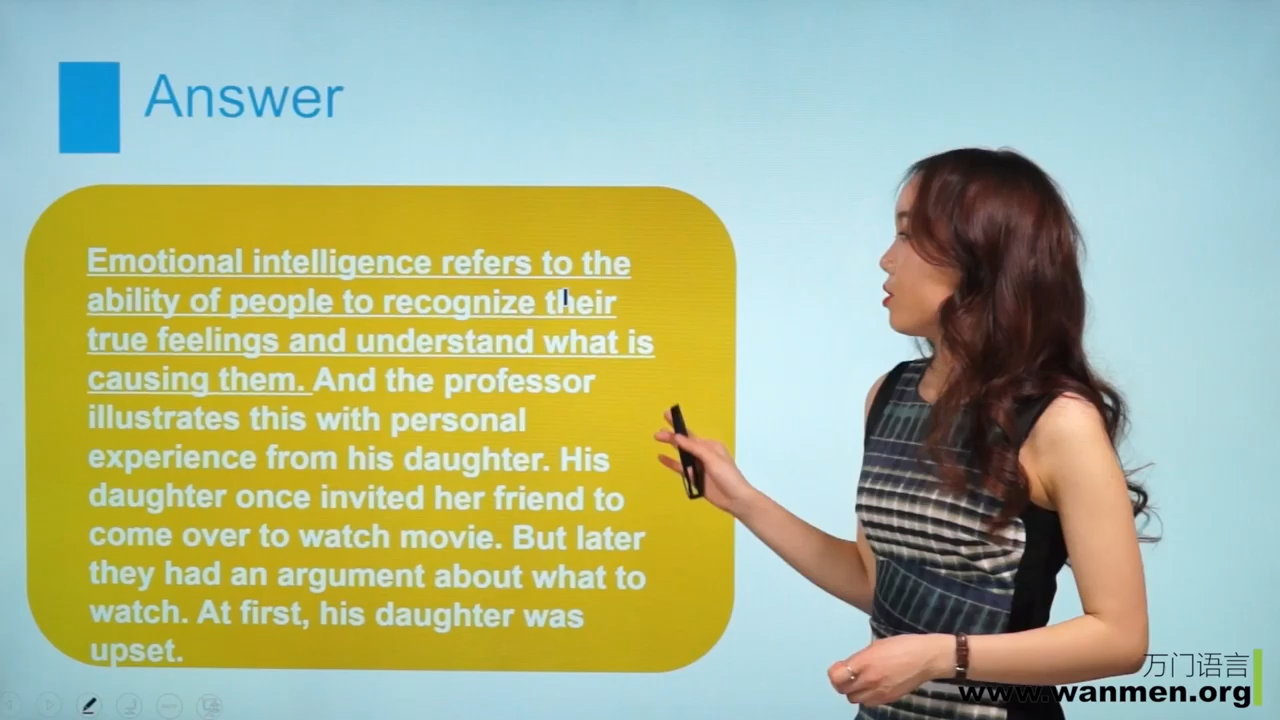 Answer
Emotional intelligence refers to the
ability of people to recognize their
true feelings and understand what is
causing them. And the professor
illustrates this with personal
experience from his daughter. His
daughter once invited her friend to
come over to watch movie. But later
they had an argument about what to
watch. At first, his daughter was
upset.
万门语言
www.wanmen.org